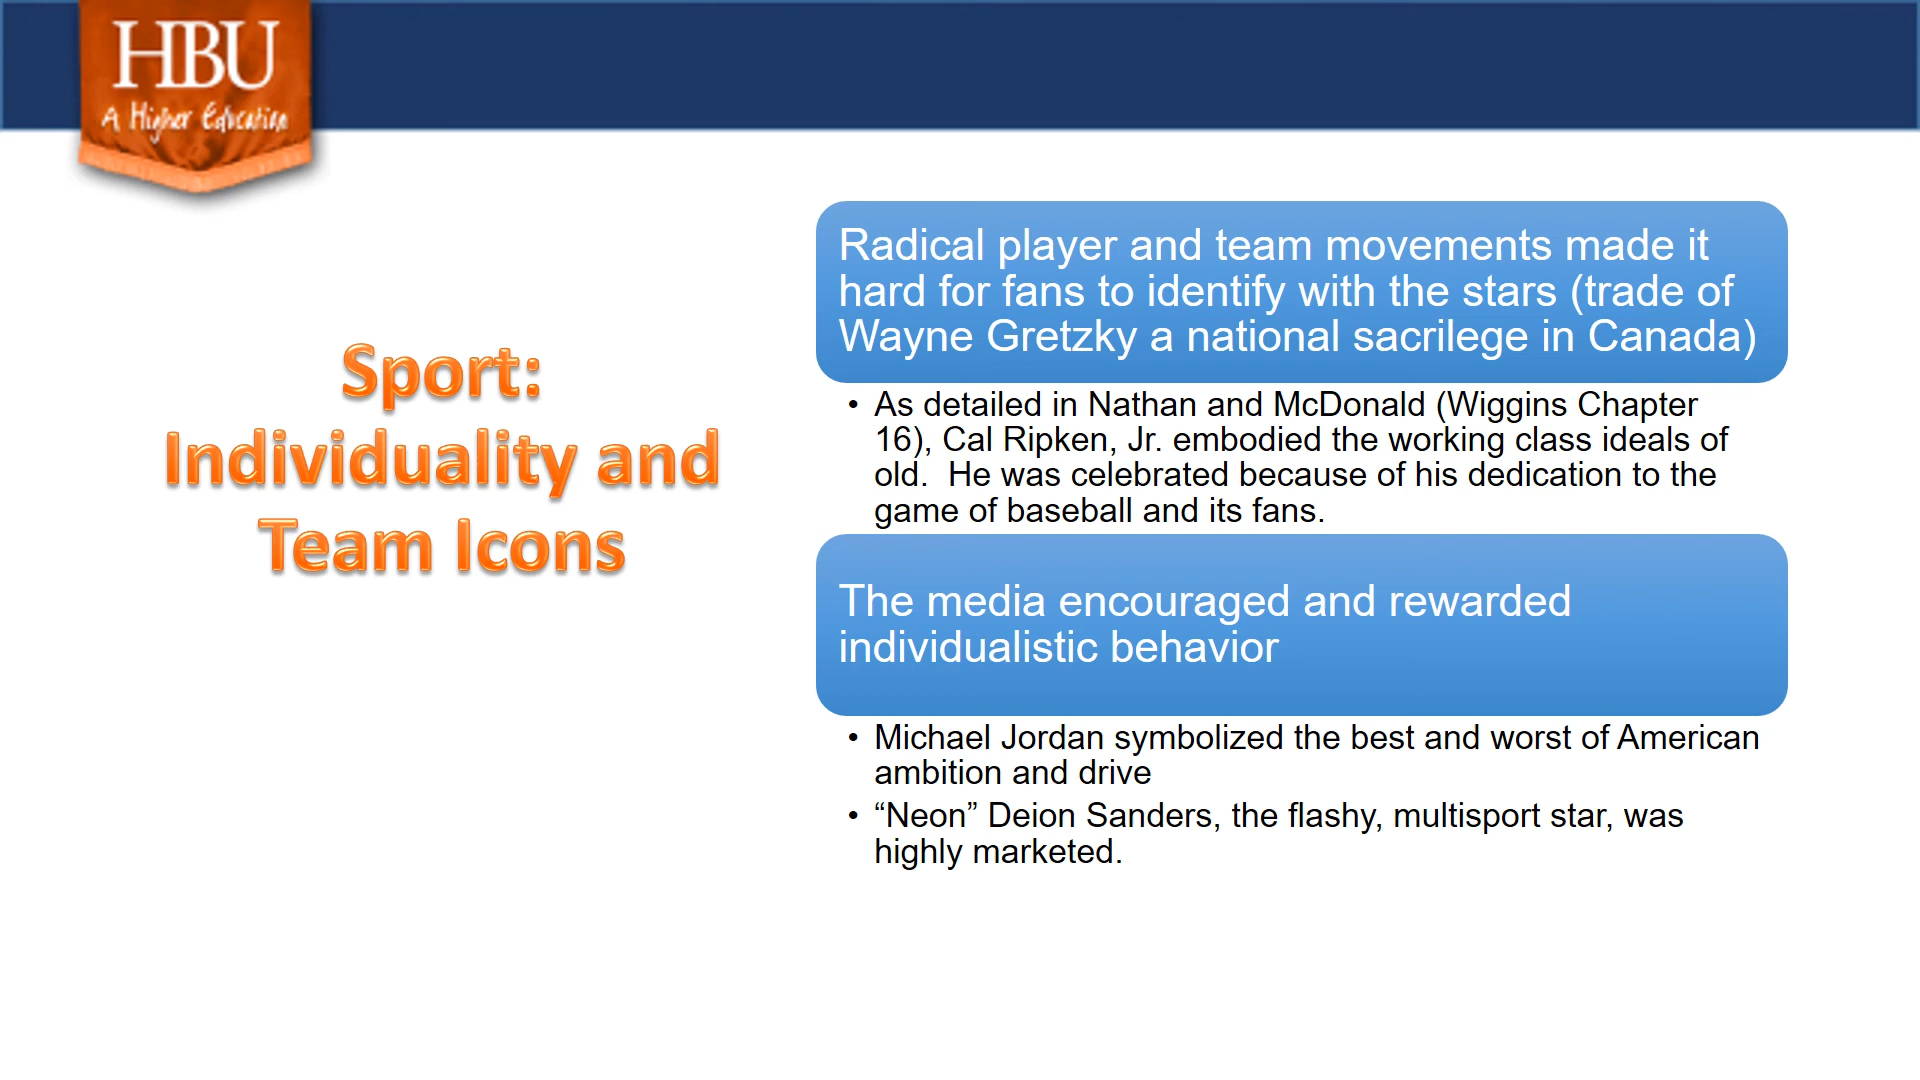 HBU
A Higher Education
Sport:
Individuality and
Team Icons
Radical player and team movements made it
hard for fans to identify with the stars (trade of
Wayne Gretzky a national sacrilege in Canada)
• As detailed in Nathan and McDonald (Wiggins Chapter
16), Cal Ripken, Jr. embodied the working class ideals of
old.  He was celebrated because of his dedication to the
game of baseball and its fans.
The media encouraged and rewarded
individualistic behavior
• Michael Jordan symbolized the best and worst of American
ambition and drive
• “Neon” Deion Sanders, the flashy, multisport star, was
highly marketed.